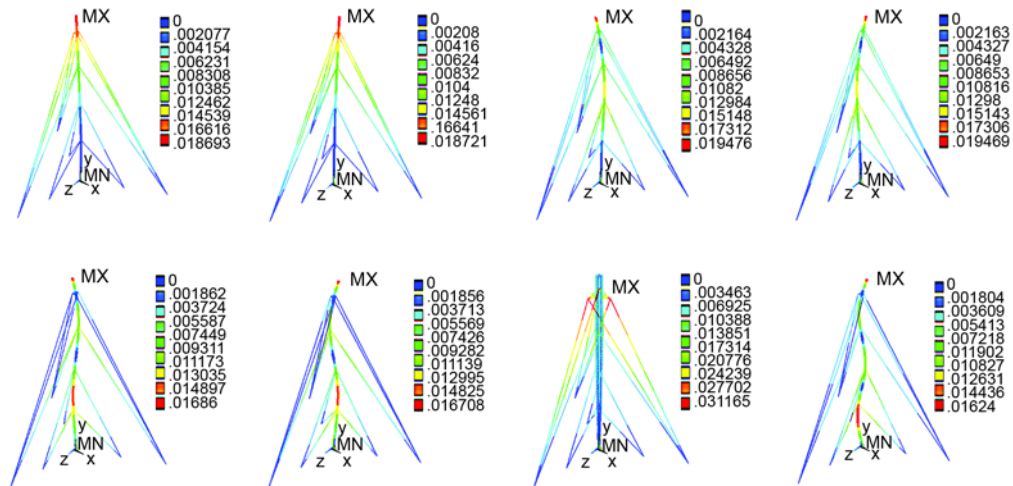 MX
0
.002077
.004154
.006231
.008308
.010385
.012462
.014539
.016616
.018693
y
MN
z x
MX
0
.00208
.00416
.00624
.00832
.0104
.01248
.014561
.16641
.018721
y
MN
z x
MX
0
.002164
.004328
.006492
.008656
.01082
.012984
.015148
.017312
.019476
y
MN
z x
MX
0
.002163
.004327
.00649
.008653
.010816
.01298
.015143
.017306
.019469
y
MN
z x
MX
0
.001862
.003724
.005587
.007449
.009311
.011173
.013035
.014897
.01686
y
MN
z x
MX
0
.001856
.003713
.005569
.007426
.009282
.011139
.012995
.014825
.016708
y
MN
z x
MX
0
.003463
.006925
.010388
.013851
.017314
.020776
.024239
.027702
.031165
y
MN
z x
MX
0
.001804
.003609
.005413
.007218
.011902
.010827
.012631
.014436
.01624
y
MN
z x